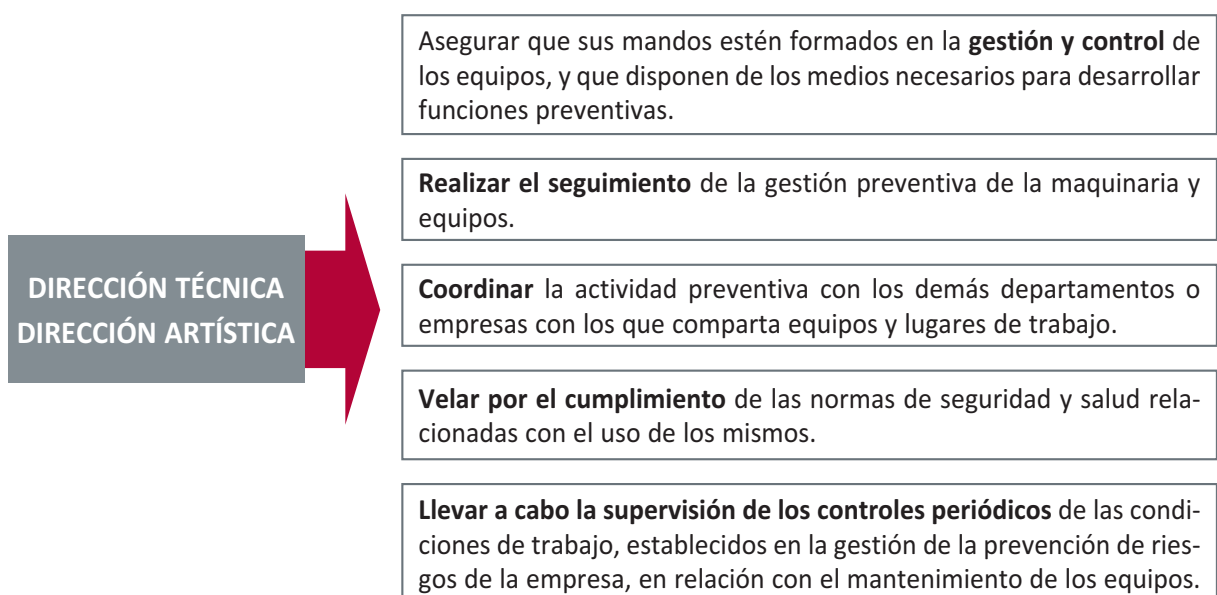 Asegurar que sus mandos estén formados en la gestión y control de
los equipos, y que disponen de los medios necesarios para desarrollar
funciones preventivas.
Realizar el seguimiento de la gestión preventiva de la maquinaria y
equipos.
DIRECCIÓN TÉCNICA
DIRECCIÓN ARTÍSTICA
Coordinar la actividad preventiva con los demás departamentos o
empresas con los que comparta equipos y lugares de trabajo.
Velar por el cumplimiento de las normas de seguridad y salud rela-
cionadas con el uso de los mismos.
Llevar a cabo la supervisión de los controles periódicos de las condi-
ciones de trabajo, establecidos en la gestión de la prevención de ries-
gos de la empresa, en relación con el mantenimiento de los equipos.